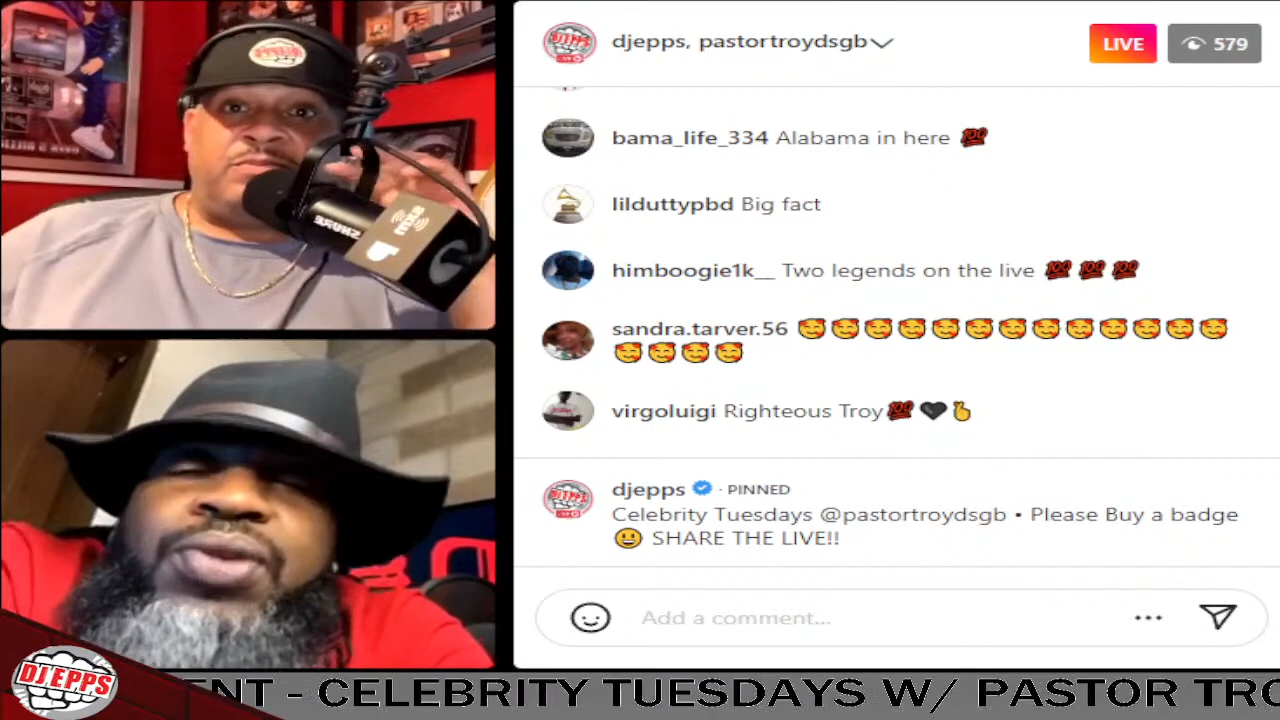 djepps, pastortroydsgb
LIVE
579
bama_life_334 Alabama in here 💯
lilduttypbd Big fact
himboogie1k__ Two legends on the live 💯 💯 💯
sandra.tarver.56 🥰🥰🥰🥰🥰🥰🥰🥰🥰🥰🥰🥰🥰
🥰🥰🥰🥰
virgoluigi Righteous Troy💯🖤🫰
djepps · PINNED
Celebrity Tuesdays @pastortroydsgb • Please Buy a badge
😀 SHARE THE LIVE!!
Add a comment...
SHURE
SXM
DJ EPPS
ENT - CELEBRITY TUESDAYS W/ PASTOR TRO